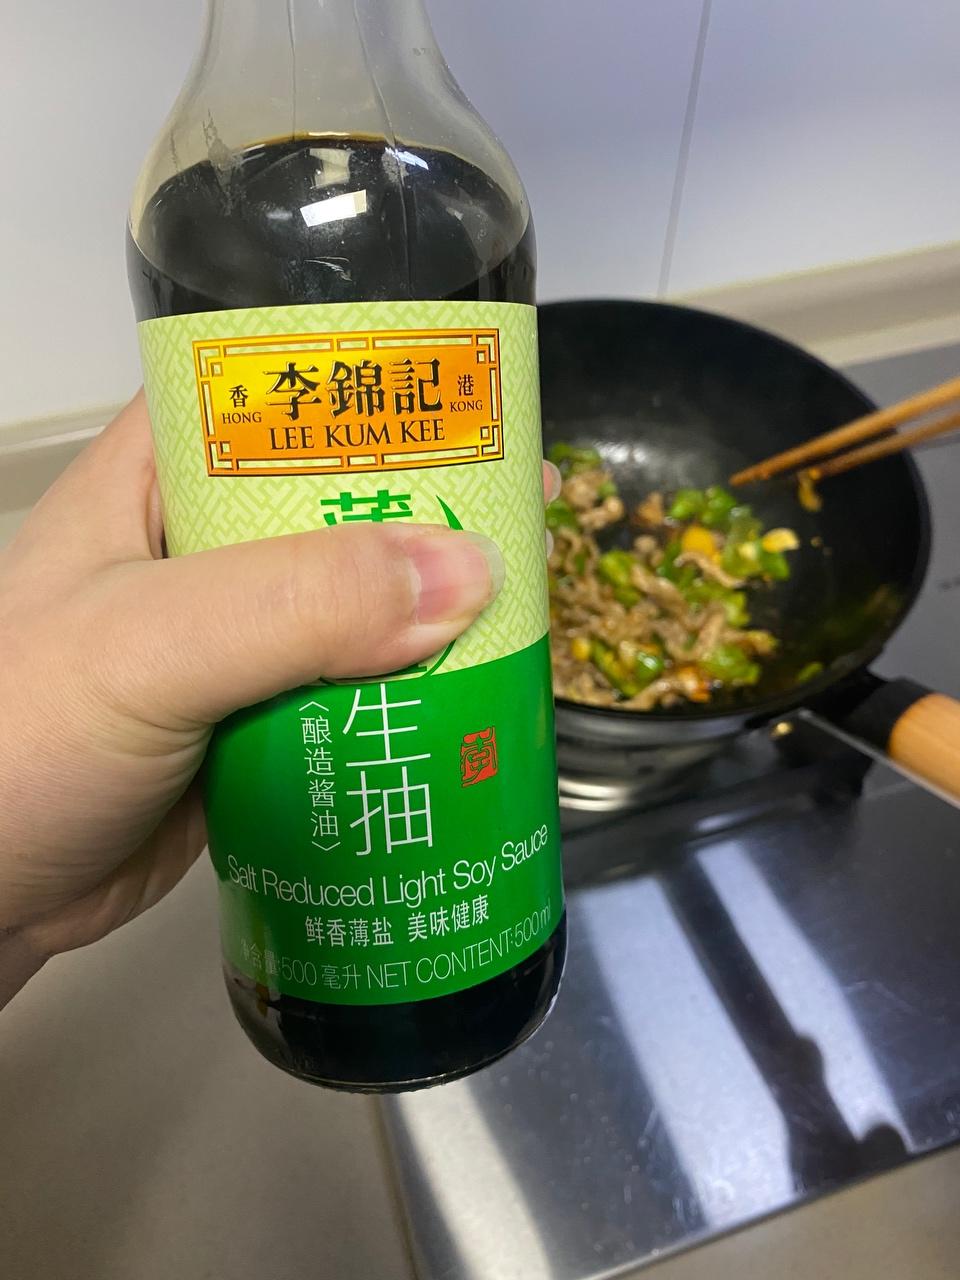 香 李錦記 港
HONG LEE KUM KEE KONG
薄
生抽
〈酿造酱油〉
Salt Reduced Light Soy Sauce
鲜香薄盐 美味健康
净含量:500毫升 NET CONTENT:500ml